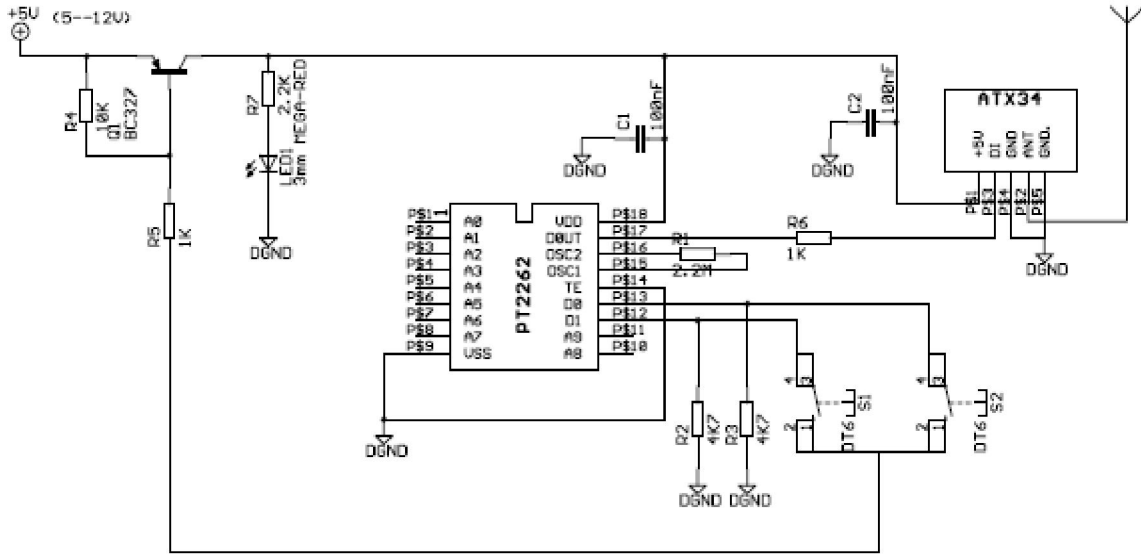 +5V (5--12V)
R4
10K
Q1
BC327
R7
2.2K
LED1
3mm MEGA-RED
DGND
R5
1K
C1
100nF
DGND
C2
100nF
DGND
ATX34
+5V
DI
GND
ANT
GND.
P$1
P$3
P$4
P$2
P$5
DGND
PT2262
P$1 1 A0
P$2 A1
P$3 A2
P$4 A3
P$5 A4
P$6 A5
P$7 A6
P$8 A7
P$9 VSS
VDD P$18
DOUT P$17
OSC2 P$16
OSC1 P$15
TE P$14
D0 P$13
D1 P$12
A9 P$11
A8 P$10
R1
2.2M
R6
1K
DGND
R2
4K7
DGND
R3
4K7
DGND
4 3
2 1
S1
DT6
4 3
2 1
S2
DT6